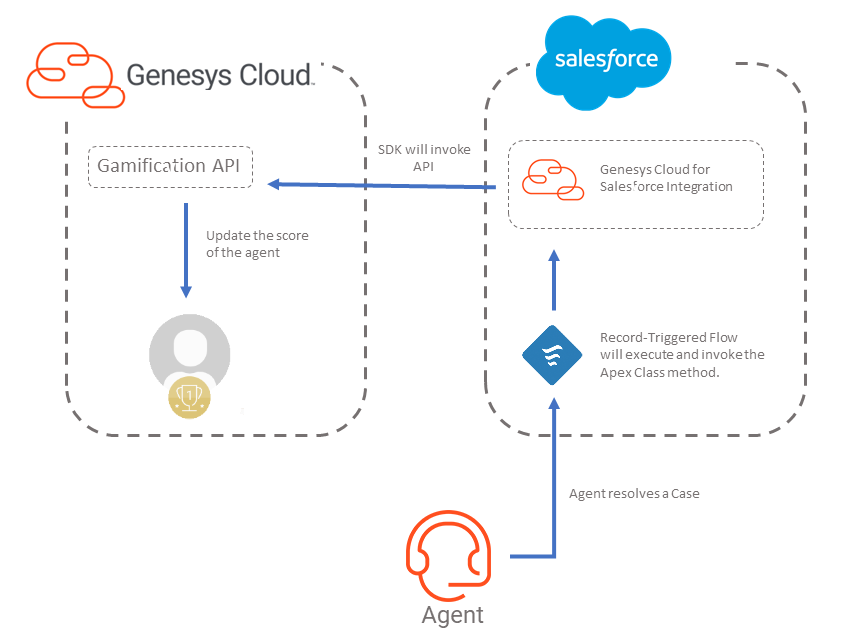 Genesys Cloud™
salesforce
Gamification API
SDK will invoke
API
Genesys Cloud for
Salesforce Integration
Update the score
of the agent
1
Record-Triggered Flow
will execute and invoke the
Apex Class method.
Agent resolves a Case
Agent